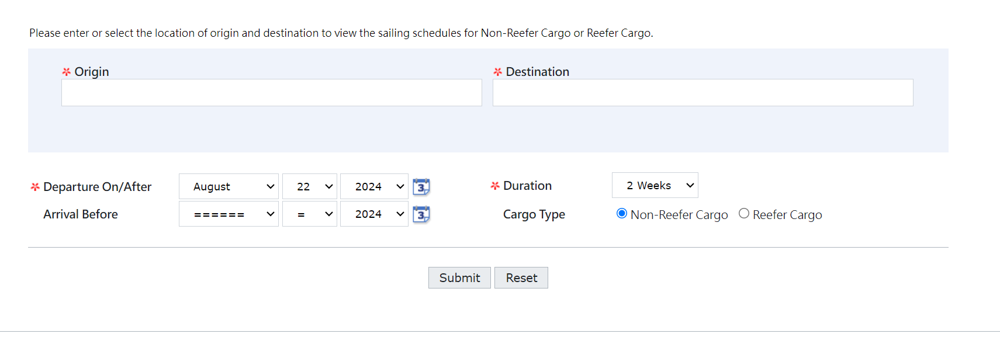 Please enter or select the location of origin and destination to view the sailing schedules for Non-Reefer Cargo or Reefer Cargo.
* Origin
* Destination
* Departure On/After August 22 2024 3
* Duration 2 Weeks
Arrival Before ====== = 2024 3
Cargo Type Non-Reefer Cargo Reefer Cargo
Submit Reset